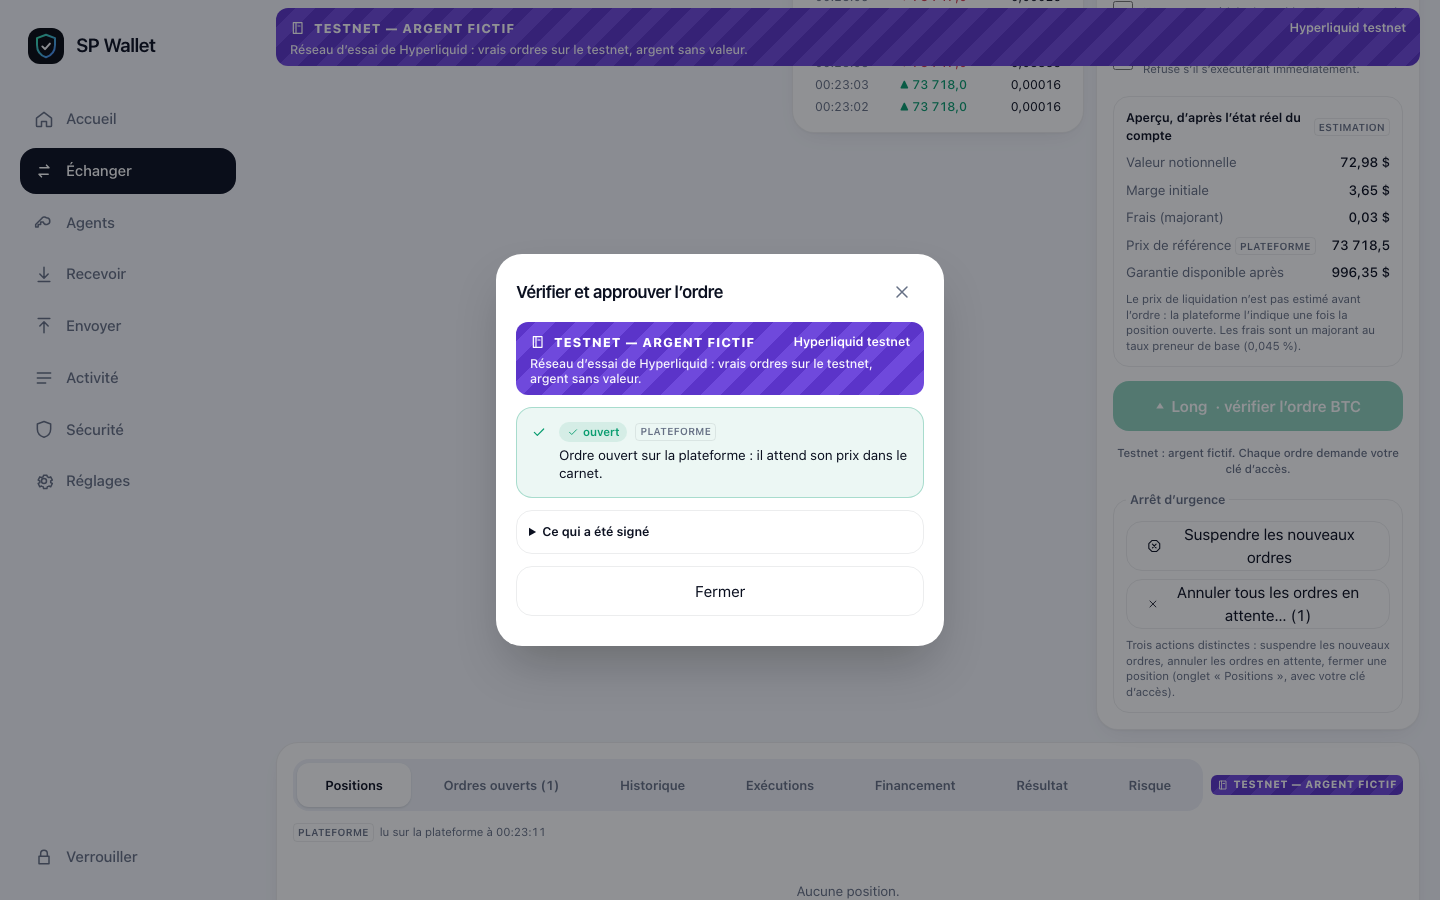 SP Wallet
Accueil
Échanger
Agents
Recevoir
Envoyer
Activité
Sécurité
Réglages
Verrouiller
TESTNET — ARGENT FICTIF
Hyperliquid testnet
Réseau d’essai de Hyperliquid : vrais ordres sur le testnet, argent sans valeur.
00:23:03 ▲ 73 718,0 0,00016
00:23:02 ▲ 73 718,0 0,00016
Refusé s’il s’exécuterait immédiatement.
Aperçu, d’après l’état réel du
compte
ESTIMATION
Valeur notionnelle 72,98 $
Marge initiale 3,65 $
Frais (majorant) 0,03 $
Prix de référence PLATEFORME 73 718,5
Garantie disponible après 996,35 $
Le prix de liquidation n’est pas estimé avant
l’ordre : la plateforme l’indique une fois la
position ouverte. Les frais sont un majorant au
taux preneur de base (0,045 %).
▲ Long · vérifier l’ordre BTC
Testnet : argent fictif. Chaque ordre demande votre
clé d’accès.
Arrêt d’urgence
Suspendre les nouveaux
ordres
Annuler tous les ordres en
attente… (1)
Trois actions distinctes : suspendre les nouveaux
ordres, annuler les ordres en attente, fermer une
position (onglet « Positions », avec votre clé
d’accès).
Vérifier et approuver l’ordre
TESTNET — ARGENT FICTIF
Hyperliquid testnet
Réseau d’essai de Hyperliquid : vrais ordres sur le testnet,
argent sans valeur.
ouvert PLATEFORME
Ordre ouvert sur la plateforme : il attend son prix dans le
carnet.
▶ Ce qui a été signé
Fermer
Positions
Ordres ouverts (1)
Historique
Exécutions
Financement
Résultat
Risque
TESTNET — ARGENT FICTIF
PLATEFORME lu sur la plateforme à 00:23:11
Aucune position.